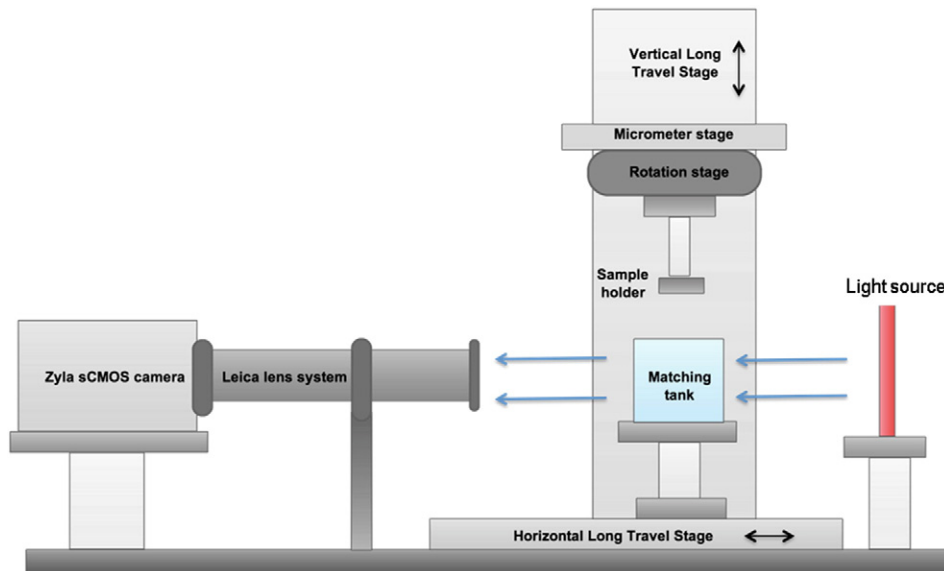 Vertical Long
Travel Stage
Micrometer stage
Rotation stage
Sample
holder
Light source
Zyla sCMOS camera
Leica lens system
Matching
tank
Horizontal Long Travel Stage